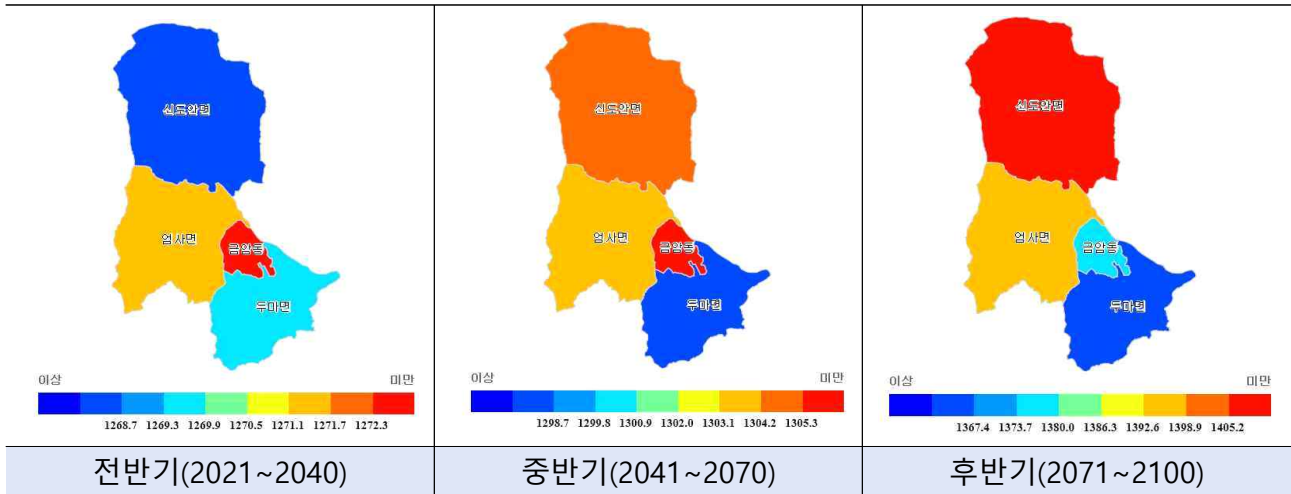 신도안면
엄사면
금암동
두마면
이상 미만
1268.7 1269.3 1269.9 1270.5 1271.1 1271.7 1272.3
전반기(2021~2040)
신도안면
엄사면
금암동
두마면
이상 미만
1298.7 1299.8 1300.9 1302.0 1303.1 1304.2 1305.3
중반기(2041~2070)
신도안면
엄사면
금암동
두마면
이상 미만
1367.4 1373.7 1380.0 1386.3 1392.6 1398.9 1405.2
후반기(2071~2100)